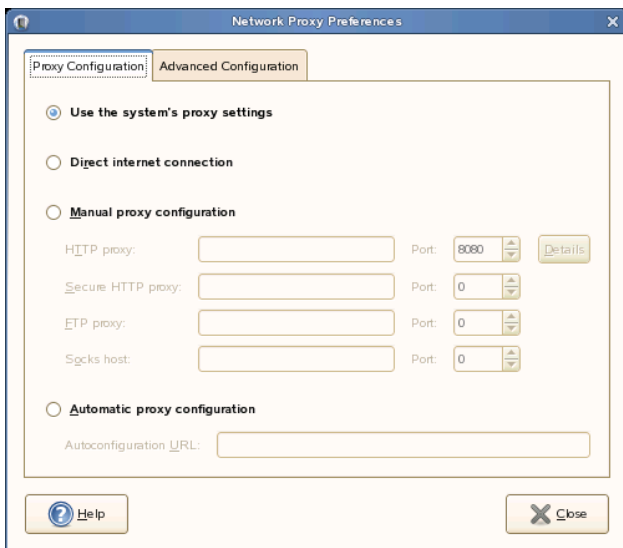 Network Proxy Preferences
Proxy Configuration
Advanced Configuration
Use the system's proxy settings
Direct internet connection
Manual proxy configuration
HTTP proxy: Port: 8080 Details
Secure HTTP proxy: Port: 0
FTP proxy: Port: 0
Socks host: Port: 0
Automatic proxy configuration
Autoconfiguration URL:
Help
Close